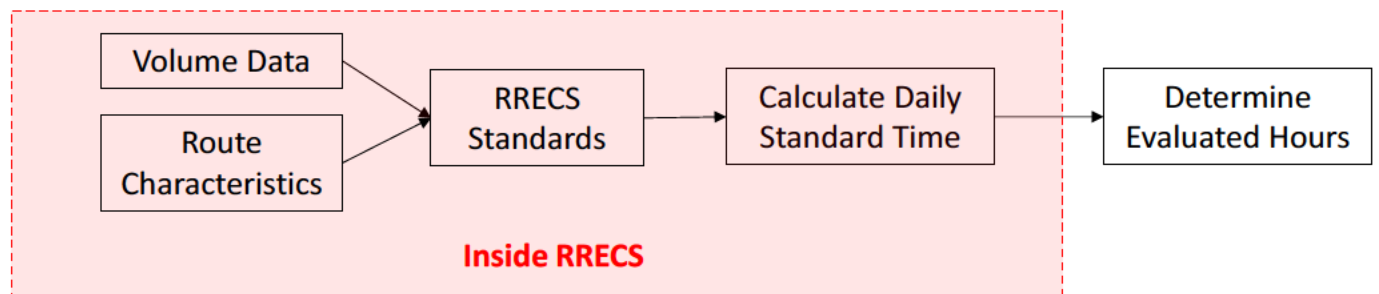 Volume Data
Route
Characteristics
RRECS
Standards
Calculate Daily
Standard Time
Determine
Evaluated Hours
Inside RRECS